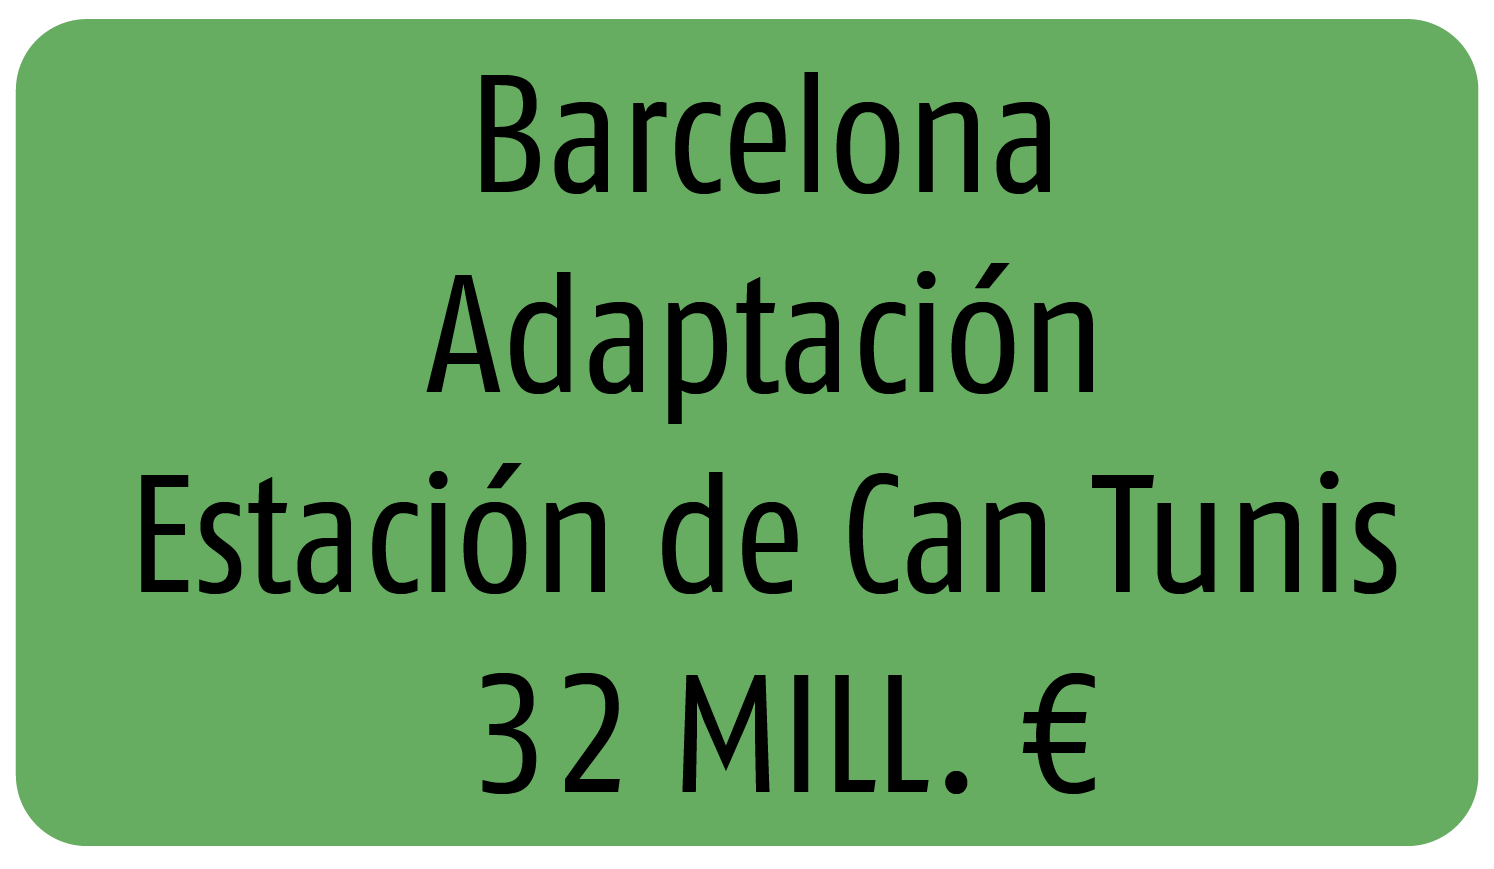 Barcelona
Adaptación
Estación de Can Tunis
32 MILL. €